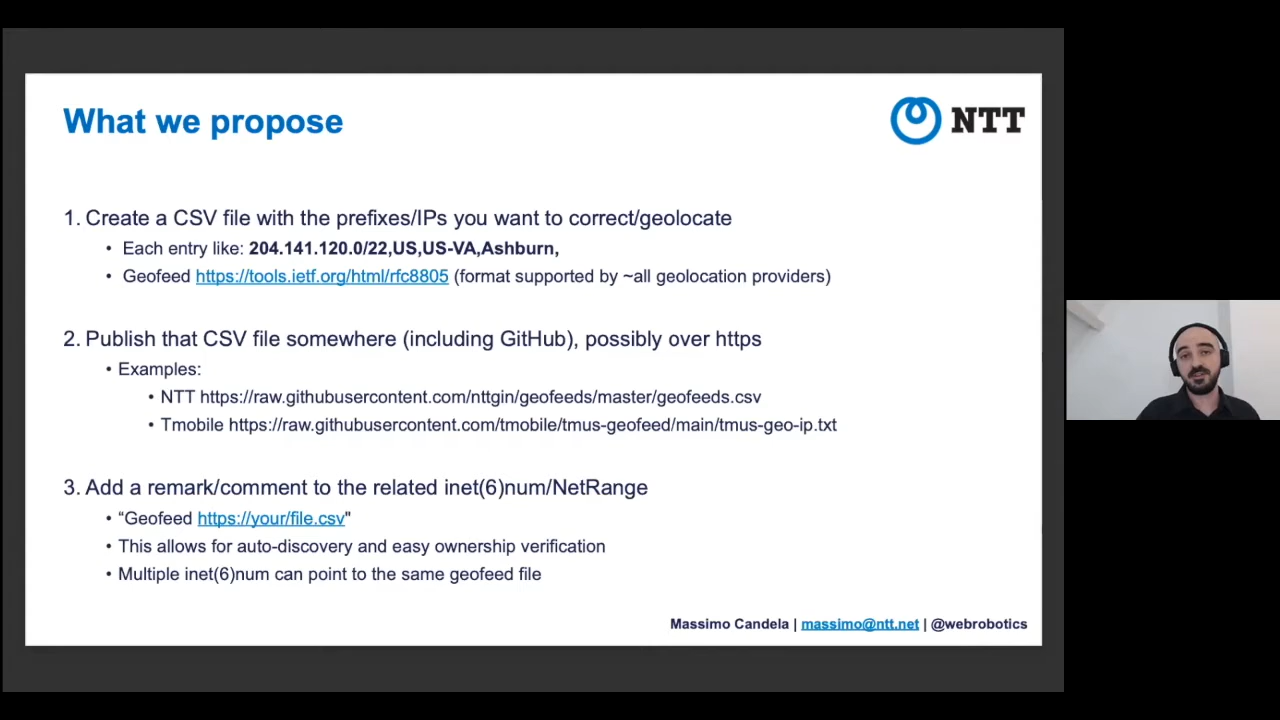 What we propose
NTT
1. Create a CSV file with the prefixes/IPs you want to correct/geolocate
• Each entry like: 204.141.120.0/22,US,US-VA,Ashburn,
• Geofeed https://tools.ietf.org/html/rfc8805 (format supported by ~all geolocation providers)
2. Publish that CSV file somewhere (including GitHub), possibly over https
• Examples:
• NTT https://raw.githubusercontent.com/nttgin/geofeeds/master/geofeeds.csv
• Tmobile https://raw.githubusercontent.com/tmobile/tmus-geofeed/main/tmus-geo-ip.txt
3. Add a remark/comment to the related inet(6)num/NetRange
• “Geofeed https://your/file.csv"
• This allows for auto-discovery and easy ownership verification
• Multiple inet(6)num can point to the same geofeed file
Massimo Candela | massimo@ntt.net | @webrobotics